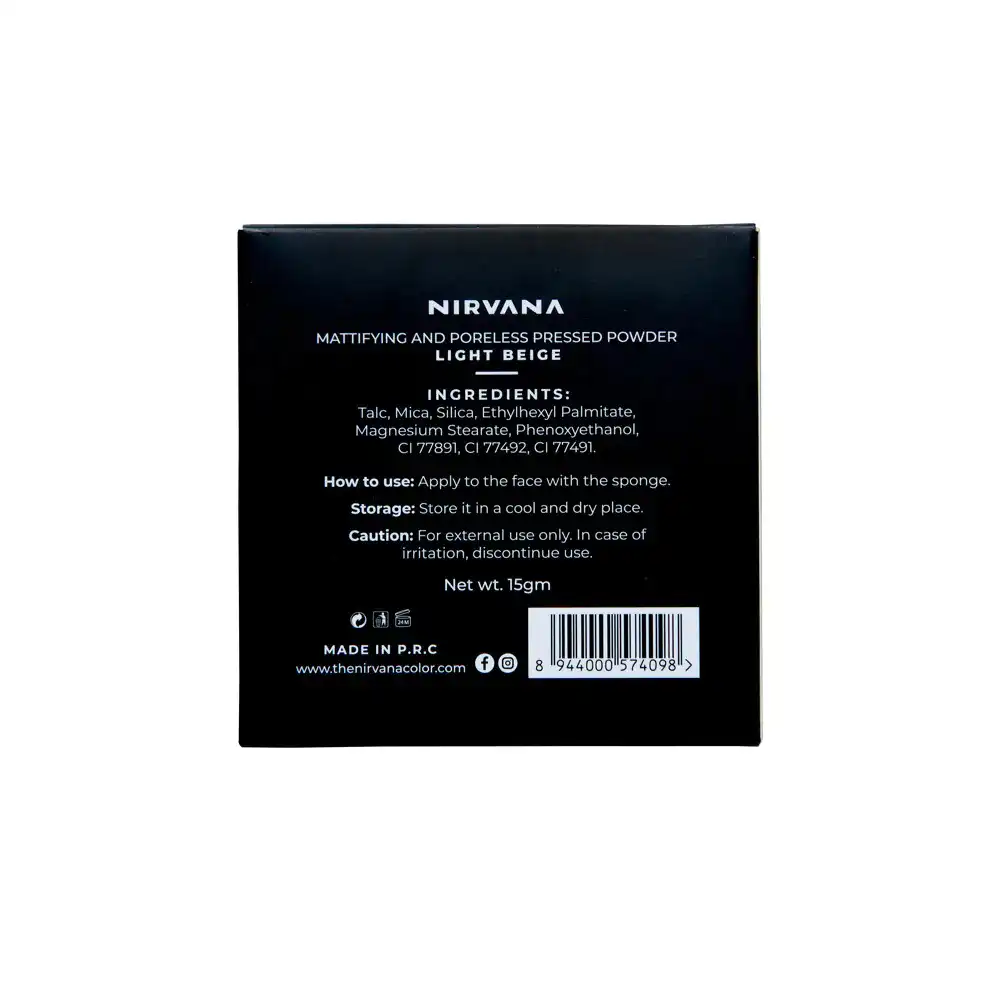 NIRVANA
MATTIFYING AND PORELESS PRESSED POWDER
LIGHT BEIGE
INGREDIENTS:
Talc, Mica, Silica, Ethylhexyl Palmitate,
Magnesium Stearate, Phenoxyethanol,
CI 77891, CI 77492, CI 77491.
How to use: Apply to the face with the sponge.
Storage: Store it in a cool and dry place.
Caution: For external use only. In case of
irritation, discontinue use.
Net wt. 15gm
24M
MADE IN P.R.C
www.thenirvanacolor.com
8 944000 574098 >